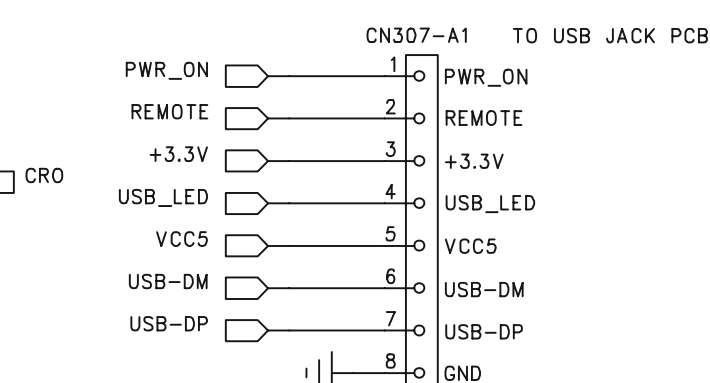 CN307-A1 TO USB JACK PCB
PWR_ON 1 PWR_ON
REMOTE 2 REMOTE
+3.3V 3 +3.3V
CRO
USB_LED 4 USB_LED
VCC5 5 VCC5
USB-DM 6 USB-DM
USB-DP 7 USB-DP
8 GND